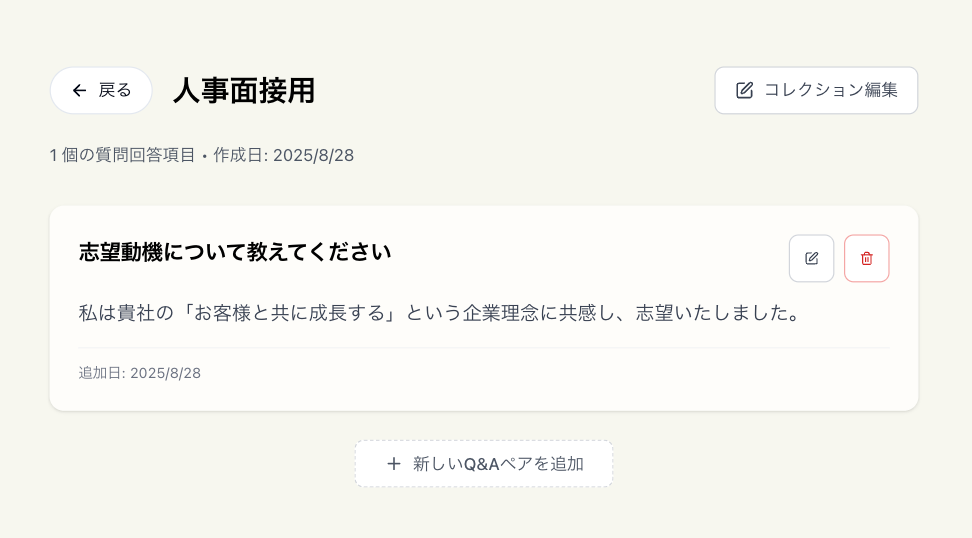 戻る
人事面接用
コレクション編集
1 個の質問回答項目 • 作成日: 2025/8/28
志望動機について教えてください
私は貴社の「お客様と共に成長する」という企業理念に共感し、志望いたしました。
追加日: 2025/8/28
新しいQ&Aペアを追加